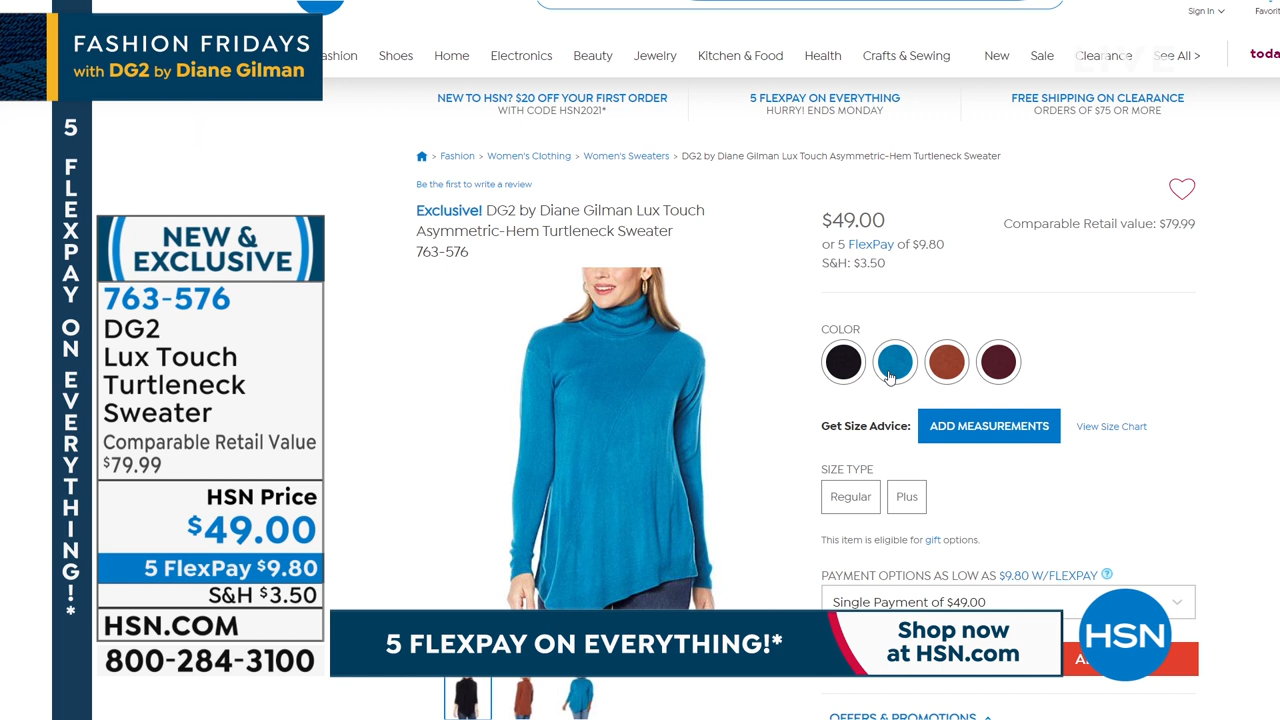 FASHION FRIDAYS
with DG2 by Diane Gilman
5 FLEXPAY ON EVERYTHING!*
NEW &
EXCLUSIVE
763-576
DG2
Lux Touch
Turtleneck
Sweater
Comparable Retail Value
$79.99
HSN Price
$49.00
5 FlexPay $9.80
S&H $3.50
HSN.COM
800-284-3100
Sign In
Favorit
ashion Shoes Home Electronics Beauty Jewelry Kitchen & Food Health Crafts & Sewing New Sale Clearance See All > toda
NEW TO HSN? $20 OFF YOUR FIRST ORDER
WITH CODE HSN2021*
5 FLEXPAY ON EVERYTHING
HURRY! ENDS MONDAY
FREE SHIPPING ON CLEARANCE
ORDERS OF $75 OR MORE
> Fashion > Women's Clothing > Women's Sweaters > DG2 by Diane Gilman Lux Touch Asymmetric-Hem Turtleneck Sweater
Be the first to write a review
Exclusive! DG2 by Diane Gilman Lux Touch
Asymmetric-Hem Turtleneck Sweater
763-576
$49.00
Comparable Retail value: $79.99
or 5 FlexPay of $9.80
S&H: $3.50
COLOR
Get Size Advice: ADD MEASUREMENTS View Size Chart
SIZE TYPE
Regular Plus
This item is eligible for gift options.
PAYMENT OPTIONS AS LOW AS $9.80 W/FLEXPAY ?
Single Payment of $49.00
5 FLEXPAY ON EVERYTHING!*
Shop now
at HSN.com
HSN
OFFERS & PROMOTIONS